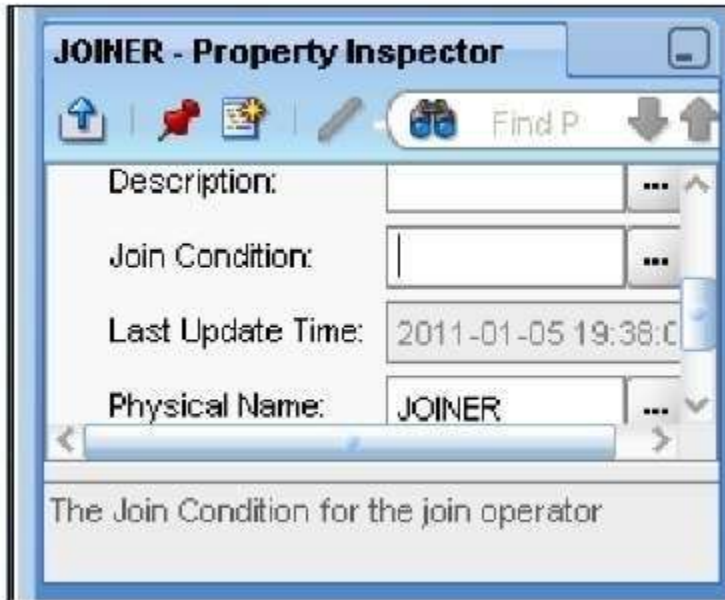 JOINER - Property Inspector
Find P
Description:
Join Condition:
Last Update Time: 2011-01-05 19:38:0
Physical Name: JOINER
The Join Condition for the join operator